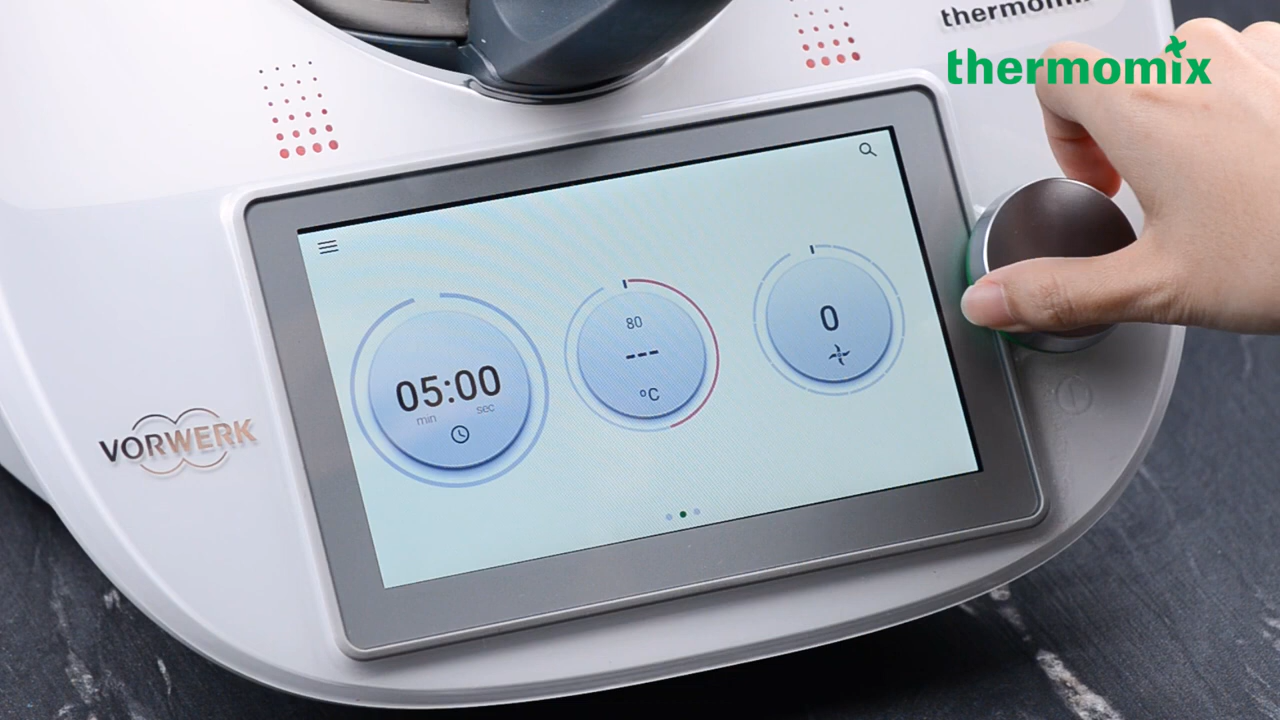 thermomix
thermomix
05:00
min sec
80
---
°C
0
VORWERK